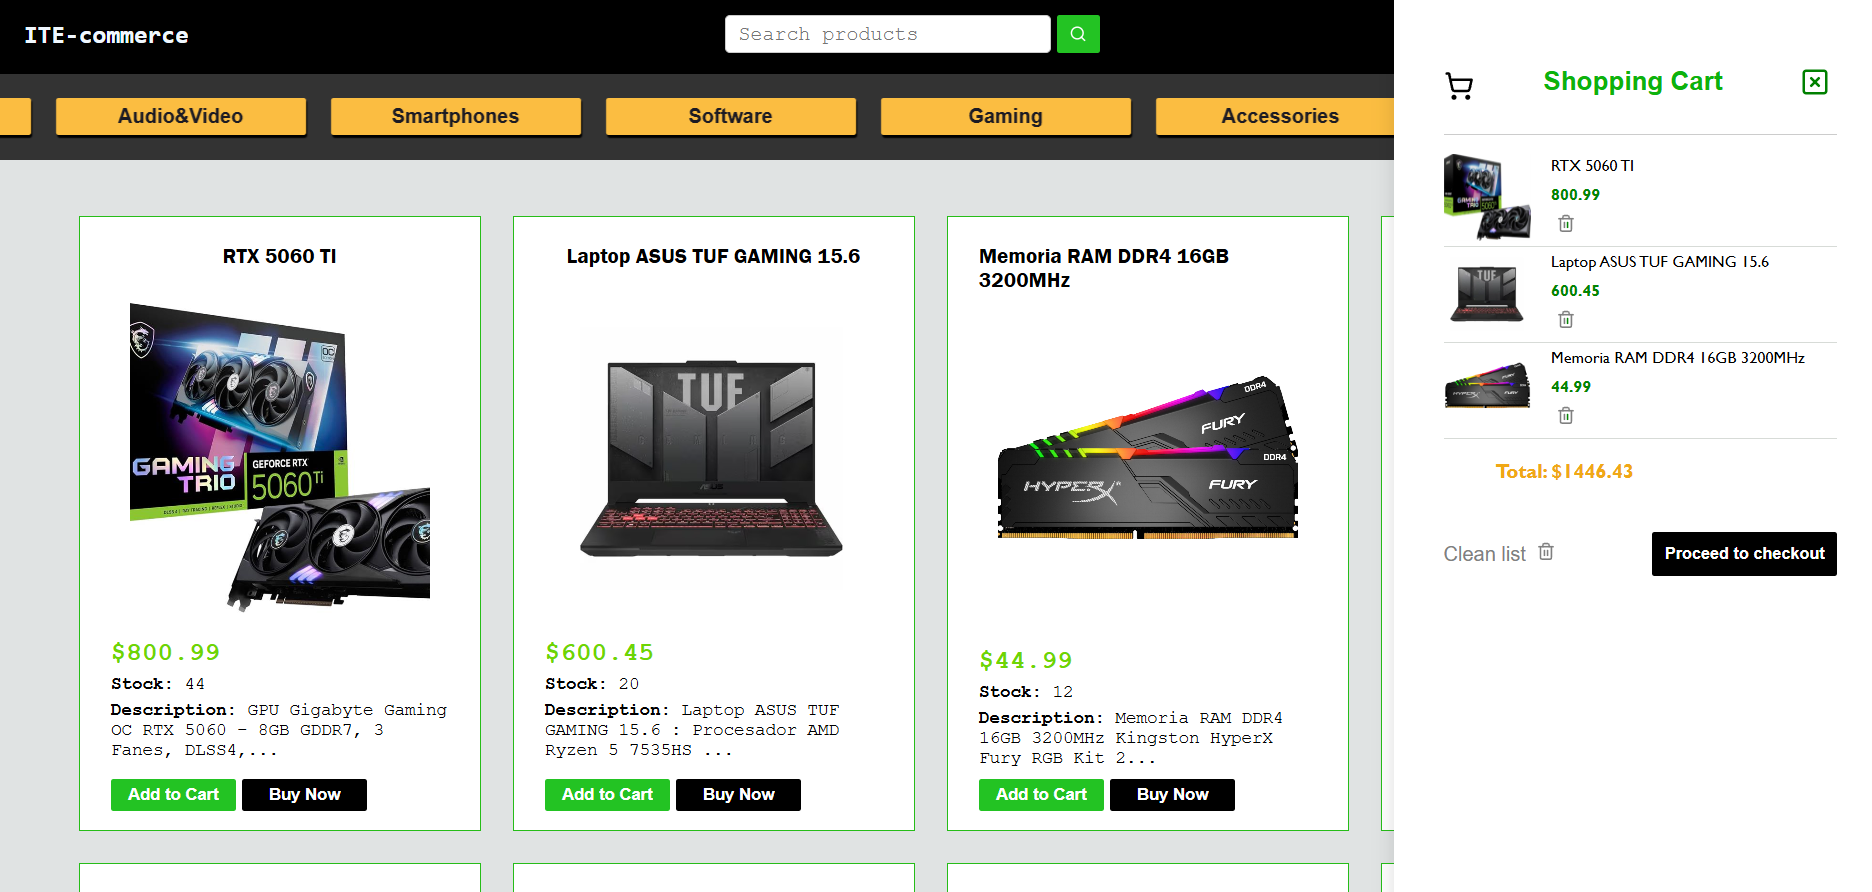 ITE-commerce
Search products
Audio&Video
Smartphones
Software
Gaming
Accessories
RTX 5060 TI
GAMING
TRIO
GEFORCE RTX
5060 Ti
OC
$800.99
Stock: 44
Description: GPU Gigabyte Gaming
OC RTX 5060 - 8GB GDDR7, 3
Fanes, DLSS4,...
Add to Cart
Buy Now
Laptop ASUS TUF GAMING 15.6
TUF
$600.45
Stock: 20
Description: Laptop ASUS TUF
GAMING 15.6 : Procesador AMD
Ryzen 5 7535HS ...
Add to Cart
Buy Now
Memoria RAM DDR4 16GB
3200MHz
DDR4
FURY
DDR4
HYPERX
FURY
$44.99
Stock: 12
Description: Memoria RAM DDR4
16GB 3200MHz Kingston HyperX
Fury RGB Kit 2...
Add to Cart
Buy Now
Shopping Cart
RTX 5060 TI
800.99
Laptop ASUS TUF GAMING 15.6
600.45
TUF
Memoria RAM DDR4 16GB 3200MHz
44.99
Total: $1446.43
Clean list
Proceed to checkout